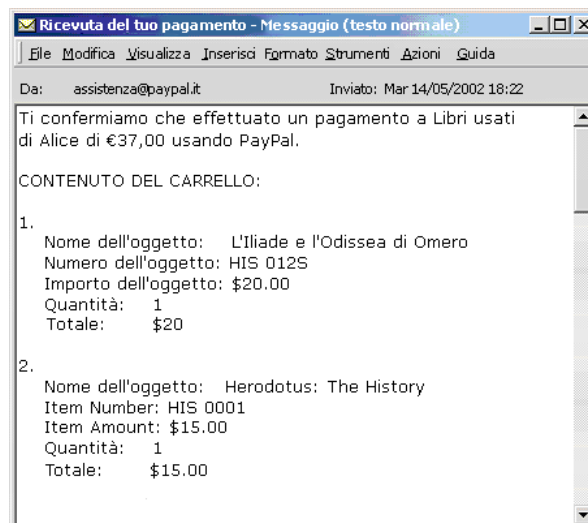 Ricevuta del tuo pagamento - Messaggio (testo normale)
File Modifica Visualizza Inserisci Formato Strumenti Azioni Guida
Da: assistenza@paypal.it Inviato: Mar 14/05/2002 18:22
Ti confermiamo che effettuato un pagamento a Libri usati
di Alice di €37,00 usando PayPal.
CONTENUTO DEL CARRELLO:
1.
Nome dell'oggetto: L'Iliade e l'Odissea di Omero
Numero dell'oggetto: HIS 012S
Importo dell'oggetto: $20.00
Quantità: 1
Totale: $20
2.
Nome dell'oggetto: Herodotus: The History
Item Number: HIS 0001
Item Amount: $15.00
Quantità: 1
Totale: $15.00